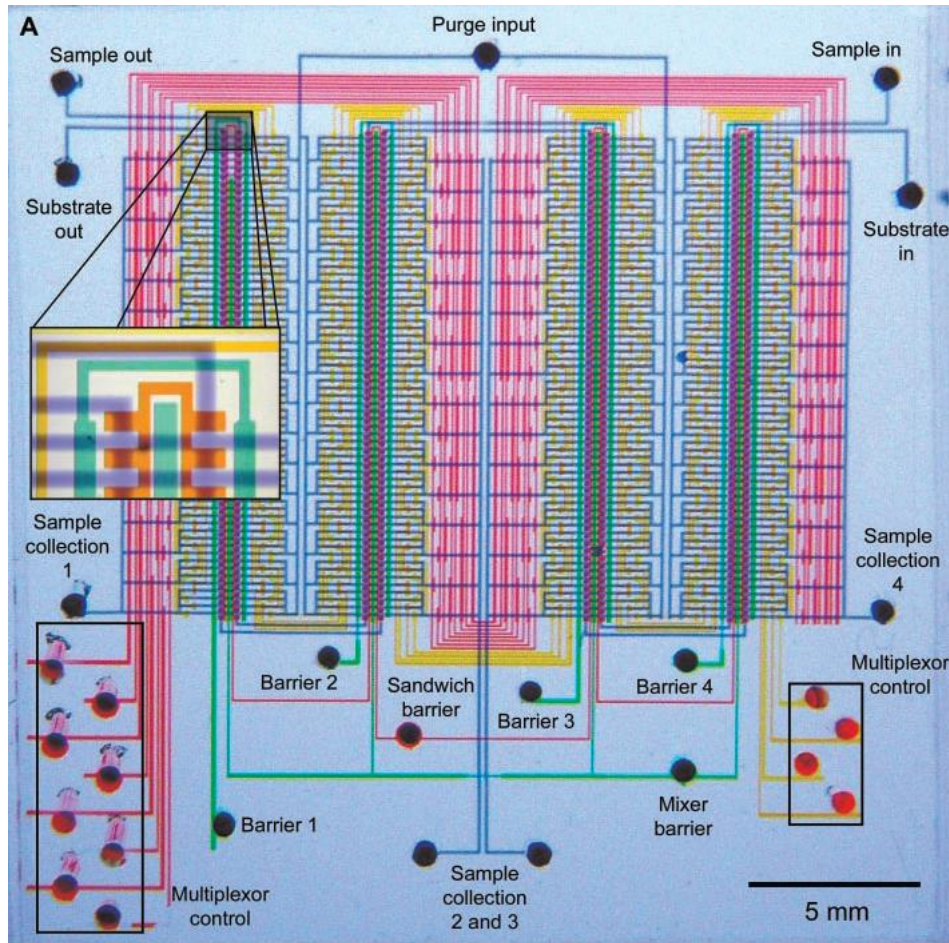 A
Purge input
Sample out
Sample in
Substrate
out
Substrate
in
Sample
collection
1
Sample
collection
4
Barrier 2
Sandwich
barrier
Barrier 3
Barrier 4
Multiplexor
control
Barrier 1
Mixer
barrier
Multiplexor
control
Sample
collection
2 and 3
5 mm